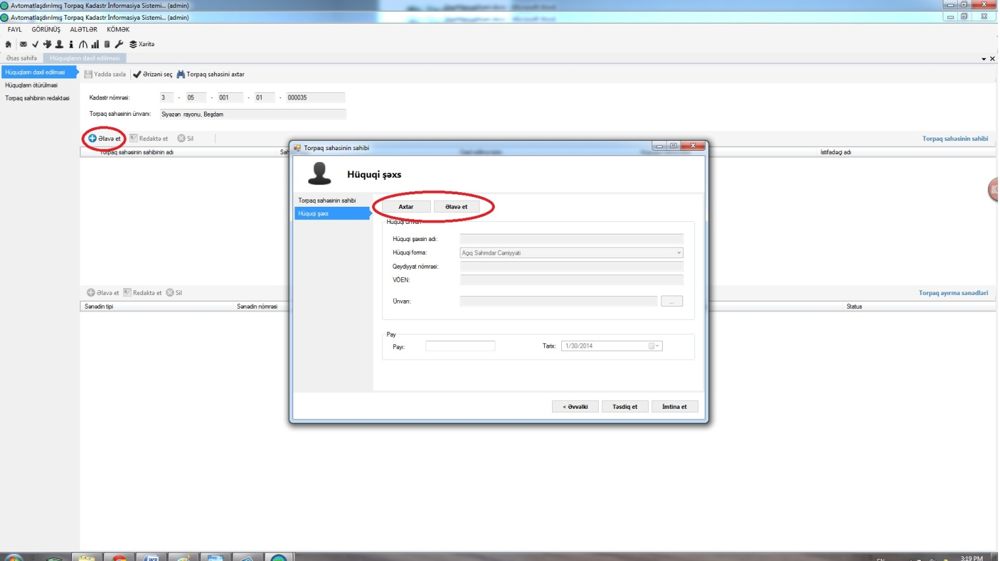 Avtomatlaşdırılmış Torpaq Kadastr İnformasiya Sistemi... (admin)
Avtomatlaşdırılmış Torpaq Kadastr İnformasiya Sistemi... (admin)
FAYL GÖRÜNÜŞ ALƏTLƏR KÖMƏK
Xəritə
Əsas səhifə Hüquqların daxil edilməsi
Hüquqların daxil edilməsi
Hüquqların ötürülməsi
Torpaq sahibinin redaktəsi
Yadda saxla Ərizəni seç Torpaq sahəsini axtar
Kadastr nömrəsi: 3 - 05 - 001 - 01 - 000035
Torpaq sahəsinin ünvanı: Siyəzən rayonu, Beşdam
Əlavə et Redaktə et Sil Torpaq sahəsinin sahibi
Torpaq sahəsinin sahibinin adı Sah İstifadəçi adı
Torpaq sahəsinin sahibi
Hüquqi şəxs
Torpaq sahəsinin sahibi
Hüquqi şəxs
Axtar Əlavə et
Hüquqi ünvan
Hüquqi şəxsin adı:
Hüquqi forma: Açıq Səhmdar Cəmiyyəti
Qeydiyyat nömrəsi:
VÖEN:
Ünvan: ...
Pay
Payı: Tarix: 1/30/2014
< Əvvəlki Təsdiq et İmtina et
Əlavə et Redaktə et Sil Torpaq ayırma sənədləri
Sənədin tipi Sənədin nömrəsi Status
EN 3:19 PM